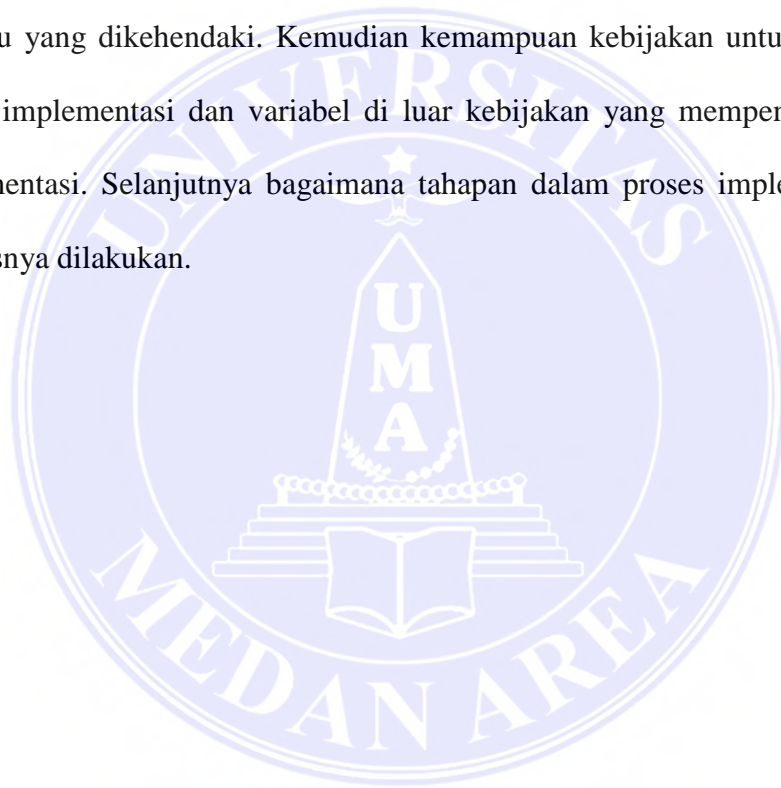 u yang dikehendaki. Kemudian kemampuan kebijakan untu
implementasi dan variabel di luar kebijakan yang memper
mentasi. Selanjutnya bagaimana tahapan dalam proses imple
snya dilakukan.
UNIVERSITAS
U
M
A
MEDAN AREA